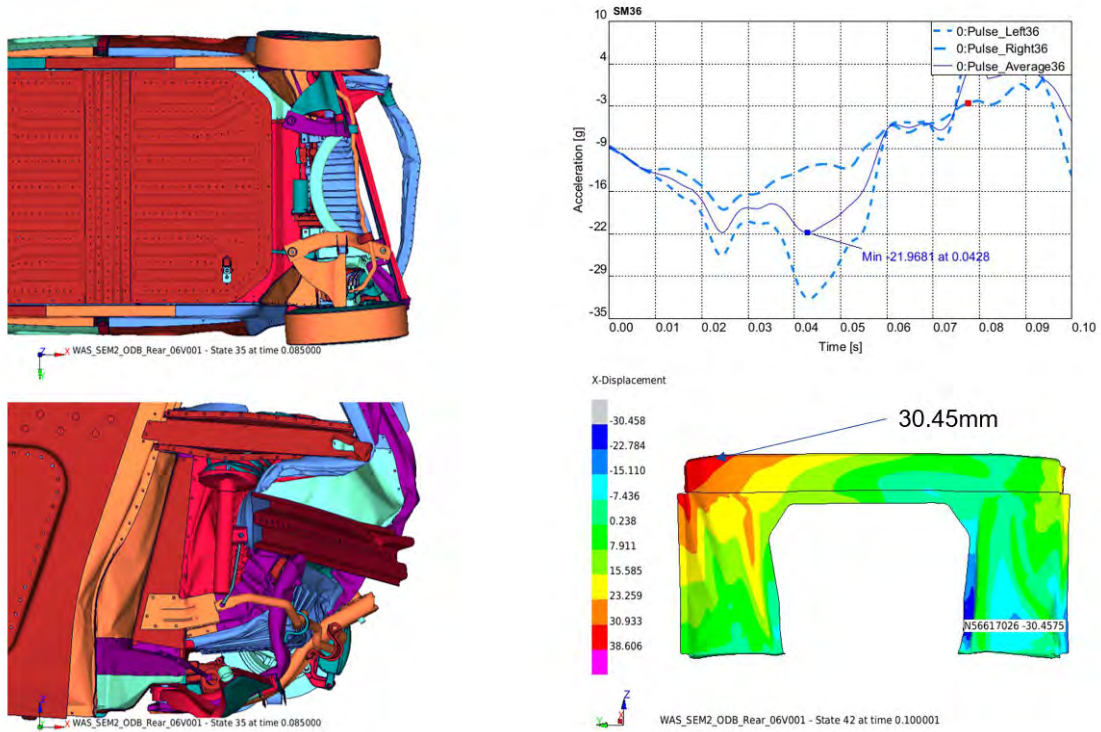 Z
X
Y
WAS_SEM2_ODB_Rear_06V001 - State 35 at time 0.085000
SM36
10
4
-3
-9
-16
-22
-29
-35
Acceleration [g]
0:Pulse_Left36
0:Pulse_Right36
0:Pulse_Average36
Min -21.9681 at 0.0428
0.00 0.01 0.02 0.03 0.04 0.05 0.06 0.07 0.08 0.09 0.10
Time [s]
Z
X
WAS_SEM2_ODB_Rear_06V001 - State 35 at time 0.085000
X-Displacement
-30.458
-22.784
-15.110
-7.436
0.238
7.911
15.585
23.259
30.933
38.606
30.45mm
N56617026 -30.4575
Z
Y
X
WAS_SEM2_ODB_Rear_06V001 - State 42 at time 0.100001